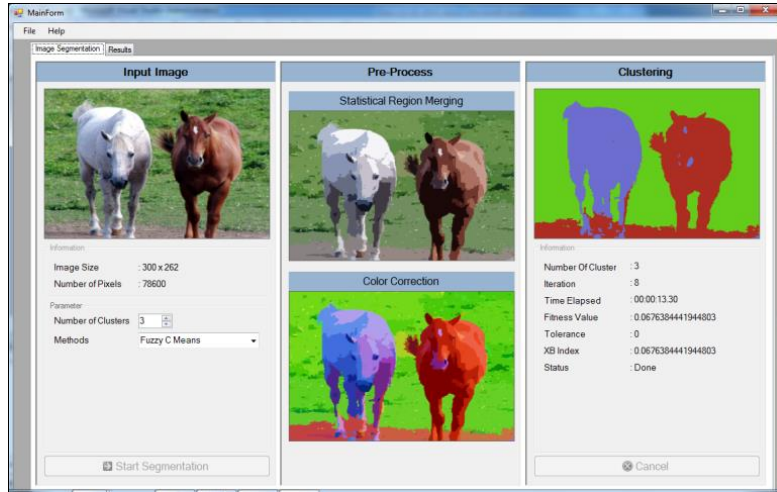 MainForm
File Help
Image Segmentation Results
Input Image
Information
Image Size : 300 x 262
Number of Pixels : 78600
Parameter
Number of Clusters 3
Methods Fuzzy C Means
Start Segmentation
Pre-Process
Statistical Region Merging
Color Correction
Clustering
Information
Number Of Cluster : 3
Iteration : 8
Time Elapsed : 00:00:13.30
Fitness Value : 0.0676384441944803
Tolerance : 0
XB Index : 0.0676384441944803
Status : Done
Cancel